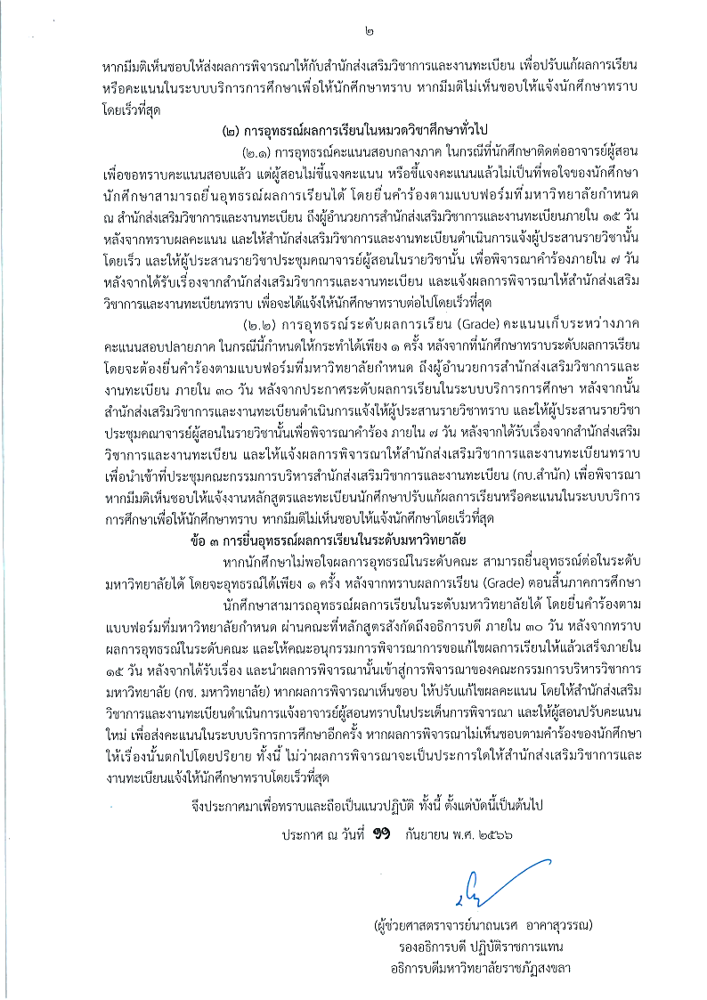 ๒
หากมีมติเห็นชอบให้ส่งผลการพิจารณาให้กับสำนักส่งเสริมวิชาการและงานทะเบียน เพื่อปรับแก้ผลการเรียน
หรือคะแนนในระบบบริการการศึกษาเพื่อให้นักศึกษาทราบ หากมีมติไม่เห็นชอบให้แจ้งนักศึกษาทราบ
โดยเร็วที่สุด
(๒) การอุทธรณ์ผลการเรียนในหมวดวิชาศึกษาทั่วไป
(๒.๑) การอุทธรณ์คะแนนสอบกลางภาค ในกรณีที่นักศึกษาติดต่ออาจารย์ผู้สอน
เพื่อขอทราบคะแนนสอบแล้ว แต่ผู้สอนไม่ชี้แจงคะแนน หรือชี้แจงคะแนนแล้วไม่เป็นที่พอใจของนักศึกษา
นักศึกษาสามารถยื่นอุทธรณ์ผลการเรียนได้ โดยยื่นคำร้องตามแบบฟอร์มที่มหาวิทยาลัยกำหนด
ณ สำนักส่งเสริมวิชาการและงานทะเบียน ถึงผู้อำนวยการสำนักส่งเสริมวิชาการและงานทะเบียนภายใน ๑๕ วัน
หลังจากทราบผลคะแนน และให้สำนักส่งเสริมวิชาการและงานทะเบียนดำเนินการแจ้งผู้ประสานรายวิชานั้น
โดยเร็ว และให้ผู้ประสานรายวิชาประชุมคณาจารย์ผู้สอนในรายวิชานั้น เพื่อพิจารณาคำร้องภายใน ๗ วัน
หลังจากได้รับเรื่องจากสำนักส่งเสริมวิชาการและงานทะเบียน และแจ้งผลการพิจารณาให้สำนักส่งเสริม
วิชาการและงานทะเบียนทราบ เพื่อจะได้แจ้งให้นักศึกษาทราบต่อไปโดยเร็วที่สุด
(๒.๒) การอุทธรณ์ระดับผลการเรียน (Grade) คะแนนเก็บระหว่างภาค
คะแนนสอบปลายภาค ในกรณีนี้กำหนดให้กระทำได้เพียง ๑ ครั้ง หลังจากที่นักศึกษาทราบระดับผลการเรียน
โดยจะต้องยื่นคำร้องตามแบบฟอร์มที่มหาวิทยาลัยกำหนด ถึงผู้อำนวยการสำนักส่งเสริมวิชาการและ
งานทะเบียน ภายใน ๓๐ วัน หลังจากประกาศระดับผลการเรียนในระบบบริการการศึกษา หลังจากนั้น
สำนักส่งเสริมวิชาการและงานทะเบียนดำเนินการแจ้งให้ผู้ประสานรายวิชาทราบ และให้ผู้ประสานรายวิชา
ประชุมคณาจารย์ผู้สอนในรายวิชานั้นเพื่อพิจารณาคำร้อง ภายใน ๗ วัน หลังจากได้รับเรื่องจากสำนักส่งเสริม
วิชาการและงานทะเบียน และให้แจ้งผลการพิจารณาให้สำนักส่งเสริมวิชาการและงานทะเบียนทราบ
เพื่อนำเข้าที่ประชุมคณะกรรมการบริหารสำนักส่งเสริมวิชาการและงานทะเบียน (กบ.สำนัก) เพื่อพิจารณา
หากมีมติเห็นชอบให้แจ้งงานหลักสูตรและทะเบียนนักศึกษาปรับแก้ผลการเรียนหรือคะแนนในระบบบริการ
การศึกษาเพื่อให้นักศึกษาทราบ หากมีมติไม่เห็นชอบให้แจ้งนักศึกษาโดยเร็วที่สุด
ข้อ ๓ การยื่นอุทธรณ์ผลการเรียนในระดับมหาวิทยาลัย
หากนักศึกษาไม่พอใจผลการอุทธรณ์ในระดับคณะ สามารถยื่นอุทธรณ์ต่อในระดับ
มหาวิทยาลัยได้ โดยจะอุทธรณ์ได้เพียง ๑ ครั้ง หลังจากทราบผลการเรียน (Grade) ตอนสิ้นภาคการศึกษา
นักศึกษาสามารถอุทธรณ์ผลการเรียนในระดับมหาวิทยาลัยได้ โดยยื่นคำร้องตาม
แบบฟอร์มที่มหาวิทยาลัยกำหนด ผ่านคณะที่หลักสูตรสังกัดถึงอธิการบดี ภายใน ๓๐ วัน หลังจากทราบ
ผลการอุทธรณ์ในระดับคณะ และให้คณะอนุกรรมการพิจารณาการขอแก้ไขผลการเรียนให้แล้วเสร็จภายใน
๑๕ วัน หลังจากได้รับเรื่อง และนำผลการพิจารณานั้นเข้าสู่การพิจารณาของคณะกรรมการบริหารวิชาการ
มหาวิทยาลัย (กช. มหาวิทยาลัย) หากผลการพิจารณาเห็นชอบ ให้ปรับแก้ไขผลคะแนน โดยให้สำนักส่งเสริม
วิชาการและงานทะเบียนดำเนินการแจ้งอาจารย์ผู้สอนทราบในประเด็นการพิจารณา และให้ผู้สอนปรับคะแนน
ใหม่ เพื่อส่งคะแนนในระบบบริการการศึกษาอีกครั้ง หากผลการพิจารณาไม่เห็นชอบตามคำร้องของนักศึกษา
ให้เรื่องนั้นตกไปโดยปริยาย ทั้งนี้ ไม่ว่าผลการพิจารณาจะเป็นประการใดให้สำนักส่งเสริมวิชาการและ
งานทะเบียนแจ้งให้นักศึกษาทราบโดยเร็วที่สุด
จึงประกาศมาเพื่อทราบและถือเป็นแนวปฏิบัติ ทั้งนี้ ตั้งแต่บัดนี้เป็นต้นไป
ประกาศ ณ วันที่ ๑๑ กันยายน พ.ศ. ๒๕๖๖
(ผู้ช่วยศาสตราจารย์นาถนเรศ อาคาสุวรรณ)
รองอธิการบดี ปฏิบัติราชการแทน
อธิการบดีมหาวิทยาลัยราชภัฏสงขลา